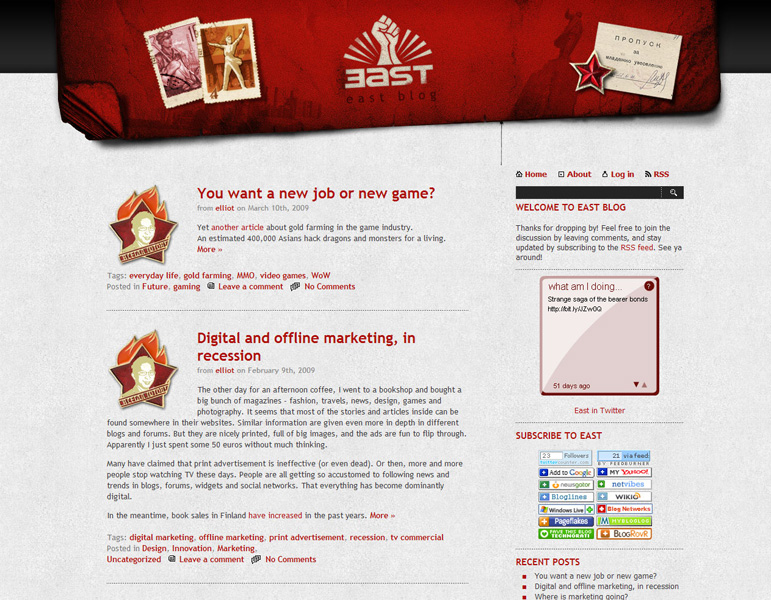 ПРОПУСК
за
EAST
east blog
Home About Log in RSS
You want a new job or new game?
from elliot on March 10th, 2009
Yet another article about gold farming in the game industry.
An estimated 400,000 Asians hack dragons and monsters for a living.
More »
Tags: everyday life, gold farming, MMO, video games, WoW
Posted in Future, gaming Leave a comment No Comments
Digital and offline marketing, in
recession
from elliot on February 9th, 2009
The other day for an afternoon coffee, I went to a bookshop and bought a
big bunch of magazines - fashion, travels, news, design, games and
photography. It seems that most of the stories and articles inside can be
found somewhere in their websites. Similar information are given even more in depth in different
blogs and forums. But they are nicely printed, full of big images, and the ads are fun to flip through.
Apparently I just spent some 50 euros without much thinking.
Many have claimed that print advertisement is ineffective (or even dead). Or then, more and more
people stop watching TV these days. People are all getting so accustomed to following news and
trends in blogs, forums, widgets and social networks. That everything has become dominantly
digital.
In the meantime, book sales in Finland have increased in the past years. More »
Tags: digital marketing, offline marketing, print advertisement, recession, tv commercial
Posted in Design, Innovation, Marketing,
Uncategorized Leave a comment No Comments
WELCOME TO EAST BLOG
Thanks for dropping by! Feel free to join the
discussion by leaving comments, and stay
updated by subscribing to the RSS feed. See ya
around!
what am I doing... ?
Strange saga of the bearer bonds
http://bit.ly/JZw0Q
51 days ago
East in Twitter
SUBSCRIBE TO EAST
23 Followers 21 via feed
BY FEEDBURNER
Add to Google MY YAHOO!
newsgator netvibes
Bloglines WIKIO
Windows Live Blog Networks
Pageflakes MYBLOGLOG
FAVE THIS BLOG TECHNORATI BlogRovR
RECENT POSTS
You want a new job or new game?
Digital and offline marketing, in recession
Where is marketing going?